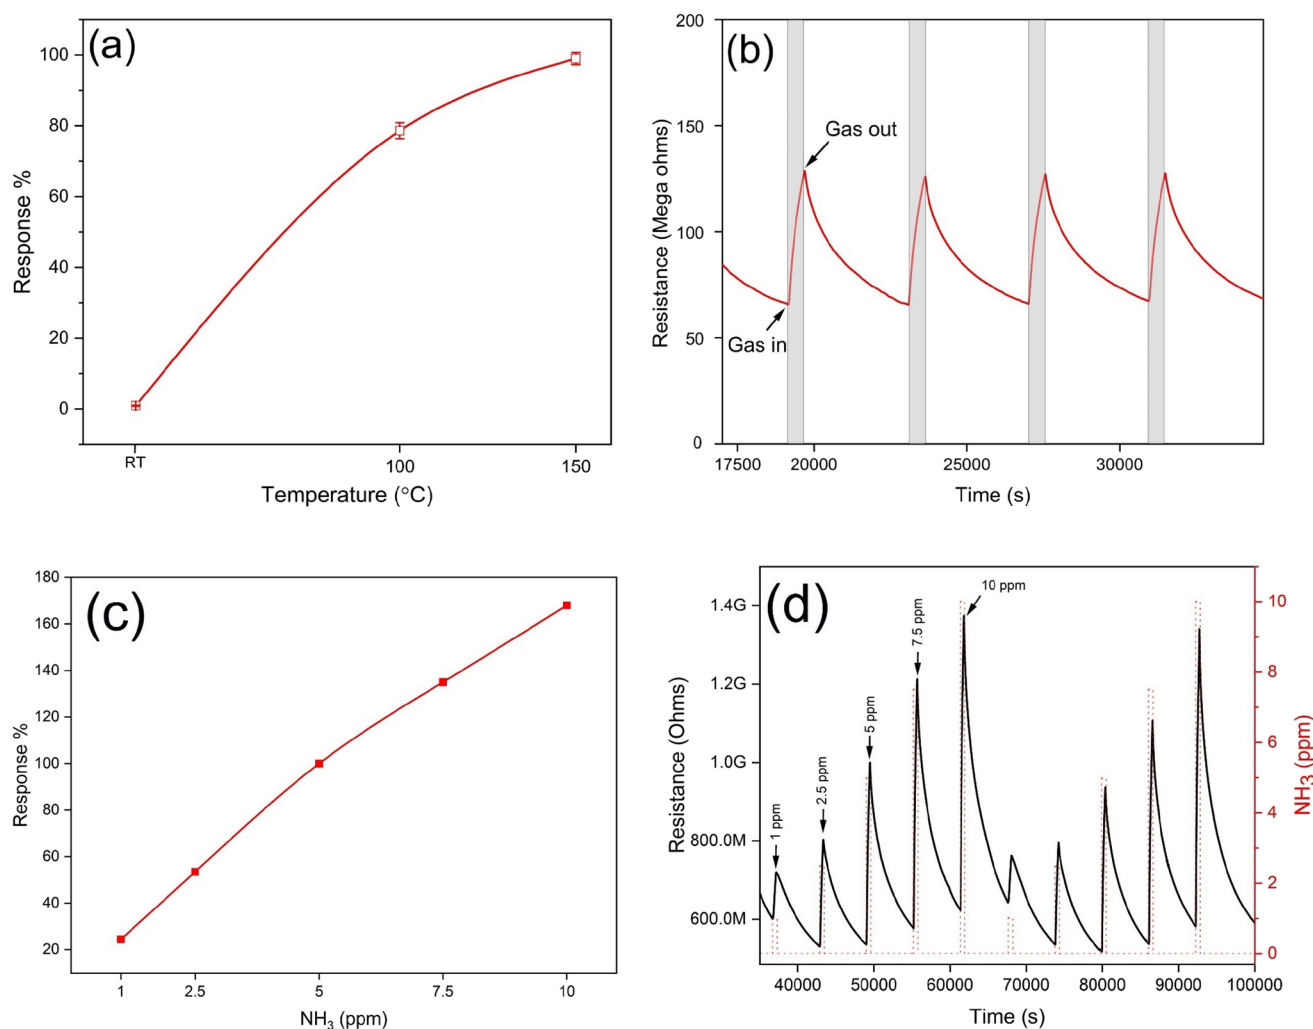 (a)
Response %
100
80
60
40
20
0
RT
100
150
Temperature (°C)
(b)
Resistance (Mega ohms)
200
150
100
50
0
Gas out
Gas in
17500
20000
25000
30000
Time (s)
(c)
Response %
180
160
140
120
100
80
60
40
20
1
2.5
5
7.5
10
NH3 (ppm)
(d)
Resistance (Ohms)
1.4G
1.2G
1.0G
800.0M
600.0M
1 ppm
2.5 ppm
5 ppm
7.5 ppm
10 ppm
10
8
6
4
2
0
NH3 (ppm)
40000
50000
60000
70000
80000
90000
100000
Time (s)